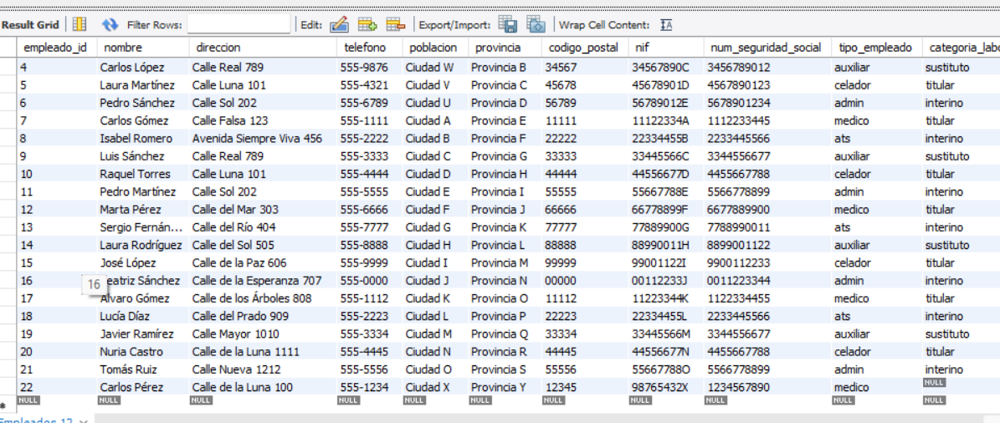 Result Grid Filter Rows: Edit: Export/Import: Wrap Cell Content:
empleado_id nombre direccion telefono poblacion provincia codigo_postal nif num_seguridad_social tipo_empleado categoria_labo
4 Carlos López Calle Real 789 555-9876 Ciudad W Provincia B 34567 34567890C 3456789012 auxiliar sustituto
5 Laura Martínez Calle Luna 101 555-4321 Ciudad V Provincia C 45678 45678901D 4567890123 celador titular
6 Pedro Sánchez Calle Sol 202 555-6789 Ciudad U Provincia D 56789 56789012E 5678901234 admin interino
7 Carlos Gómez Calle Falsa 123 555-1111 Ciudad A Provincia E 11111 11122334A 1112233445 medico titular
8 Isabel Romero Avenida Siempre Viva 456 555-2222 Ciudad B Provincia F 22222 22334455B 2233445566 ats interino
9 Luis Sánchez Calle Real 789 555-3333 Ciudad C Provincia G 33333 33445566C 3344556677 auxiliar sustituto
10 Raquel Torres Calle Luna 101 555-4444 Ciudad D Provincia H 44444 44556677D 4455667788 celador titular
11 Pedro Martínez Calle Sol 202 555-5555 Ciudad E Provincia I 55555 55667788E 5566778899 admin interino
12 Marta Pérez Calle del Mar 303 555-6666 Ciudad F Provincia J 66666 66778899F 6677889900 medico titular
13 Sergio Fernán... Calle del Río 404 555-7777 Ciudad G Provincia K 77777 77889900G 7788990011 ats interino
14 Laura Rodríguez Calle del Sol 505 555-8888 Ciudad H Provincia L 88888 88990011H 8899001122 auxiliar sustituto
15 José López Calle de la Paz 606 555-9999 Ciudad I Provincia M 99999 99001122I 9900112233 celador titular
16 eatriz Sánchez Calle de la Esperanza 707 555-0000 Ciudad J Provincia N 00000 00112233J 0011223344 admin interino
16
17 Álvaro Gómez Calle de los Árboles 808 555-1112 Ciudad K Provincia O 11112 11223344K 1122334455 medico titular
18 Lucía Díaz Calle del Prado 909 555-2223 Ciudad L Provincia P 22223 22334455L 2233445566 ats interino
19 Javier Ramírez Calle Mayor 1010 555-3334 Ciudad M Provincia Q 33334 33445566M 3344556677 auxiliar sustituto
20 Nuria Castro Calle de la Luna 1111 555-4445 Ciudad N Provincia R 44445 44556677N 4455667788 celador titular
21 Tomás Ruiz Calle Nueva 1212 555-5556 Ciudad O Provincia S 55556 55667788O 5566778899 admin interino
22 Carlos Pérez Calle de la Luna 100 555-1234 Ciudad X Provincia Y 12345 98765432X 1234567890 medico NULL
NULL NULL NULL NULL NULL NULL NULL NULL NULL NULL NULL
Empleados 12